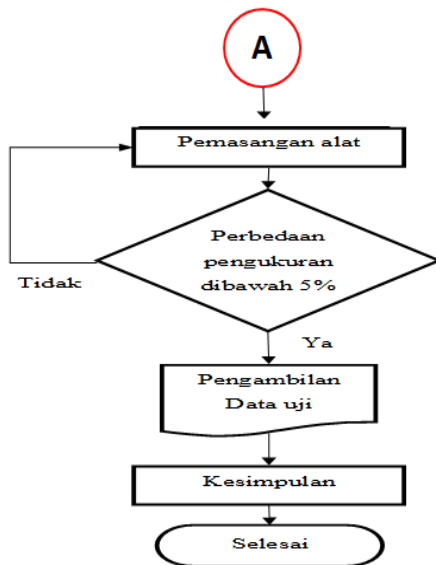 A
Pemasangan alat
Perbedaan
pengukuran
dibawah 5%
Tidak
Ya
Pengambilan
Data uji
Kesimpulan
Selesai